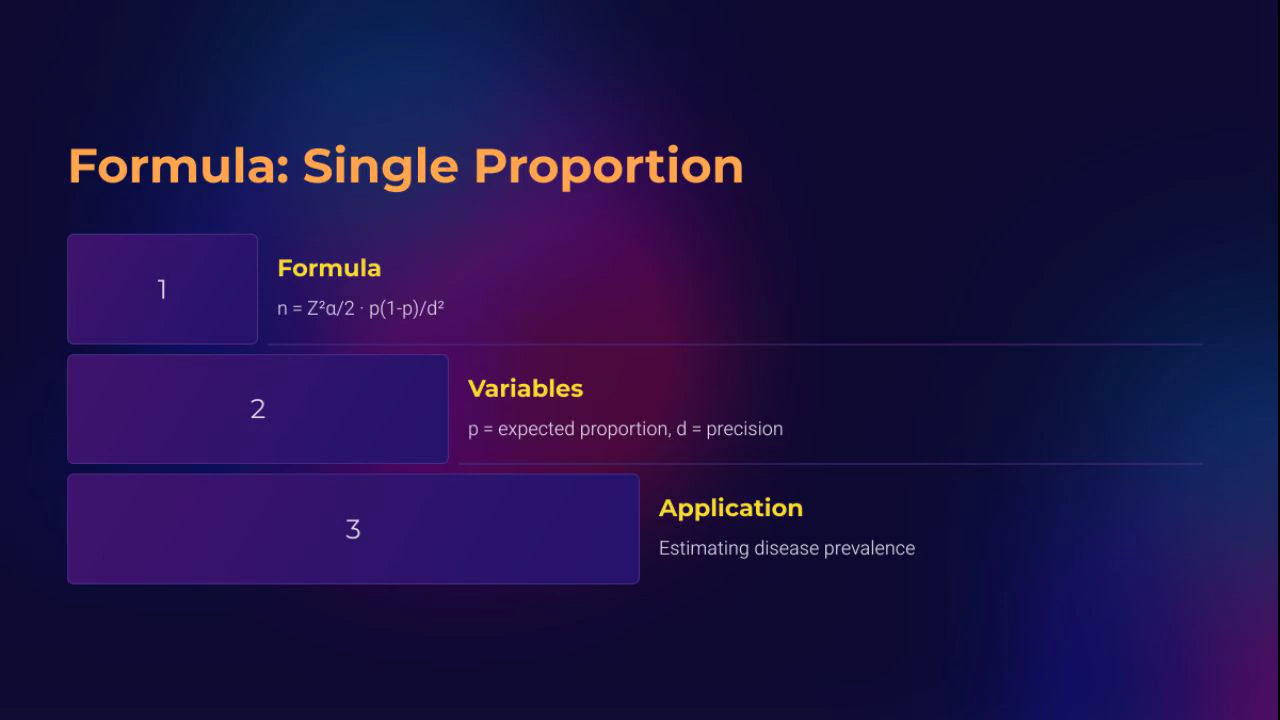 Formula: Single Proportion
1
Formula
n = Z²α/2 · p(1-p)/d²
2
Variables
p = expected proportion, d = precision
3
Application
Estimating disease prevalence